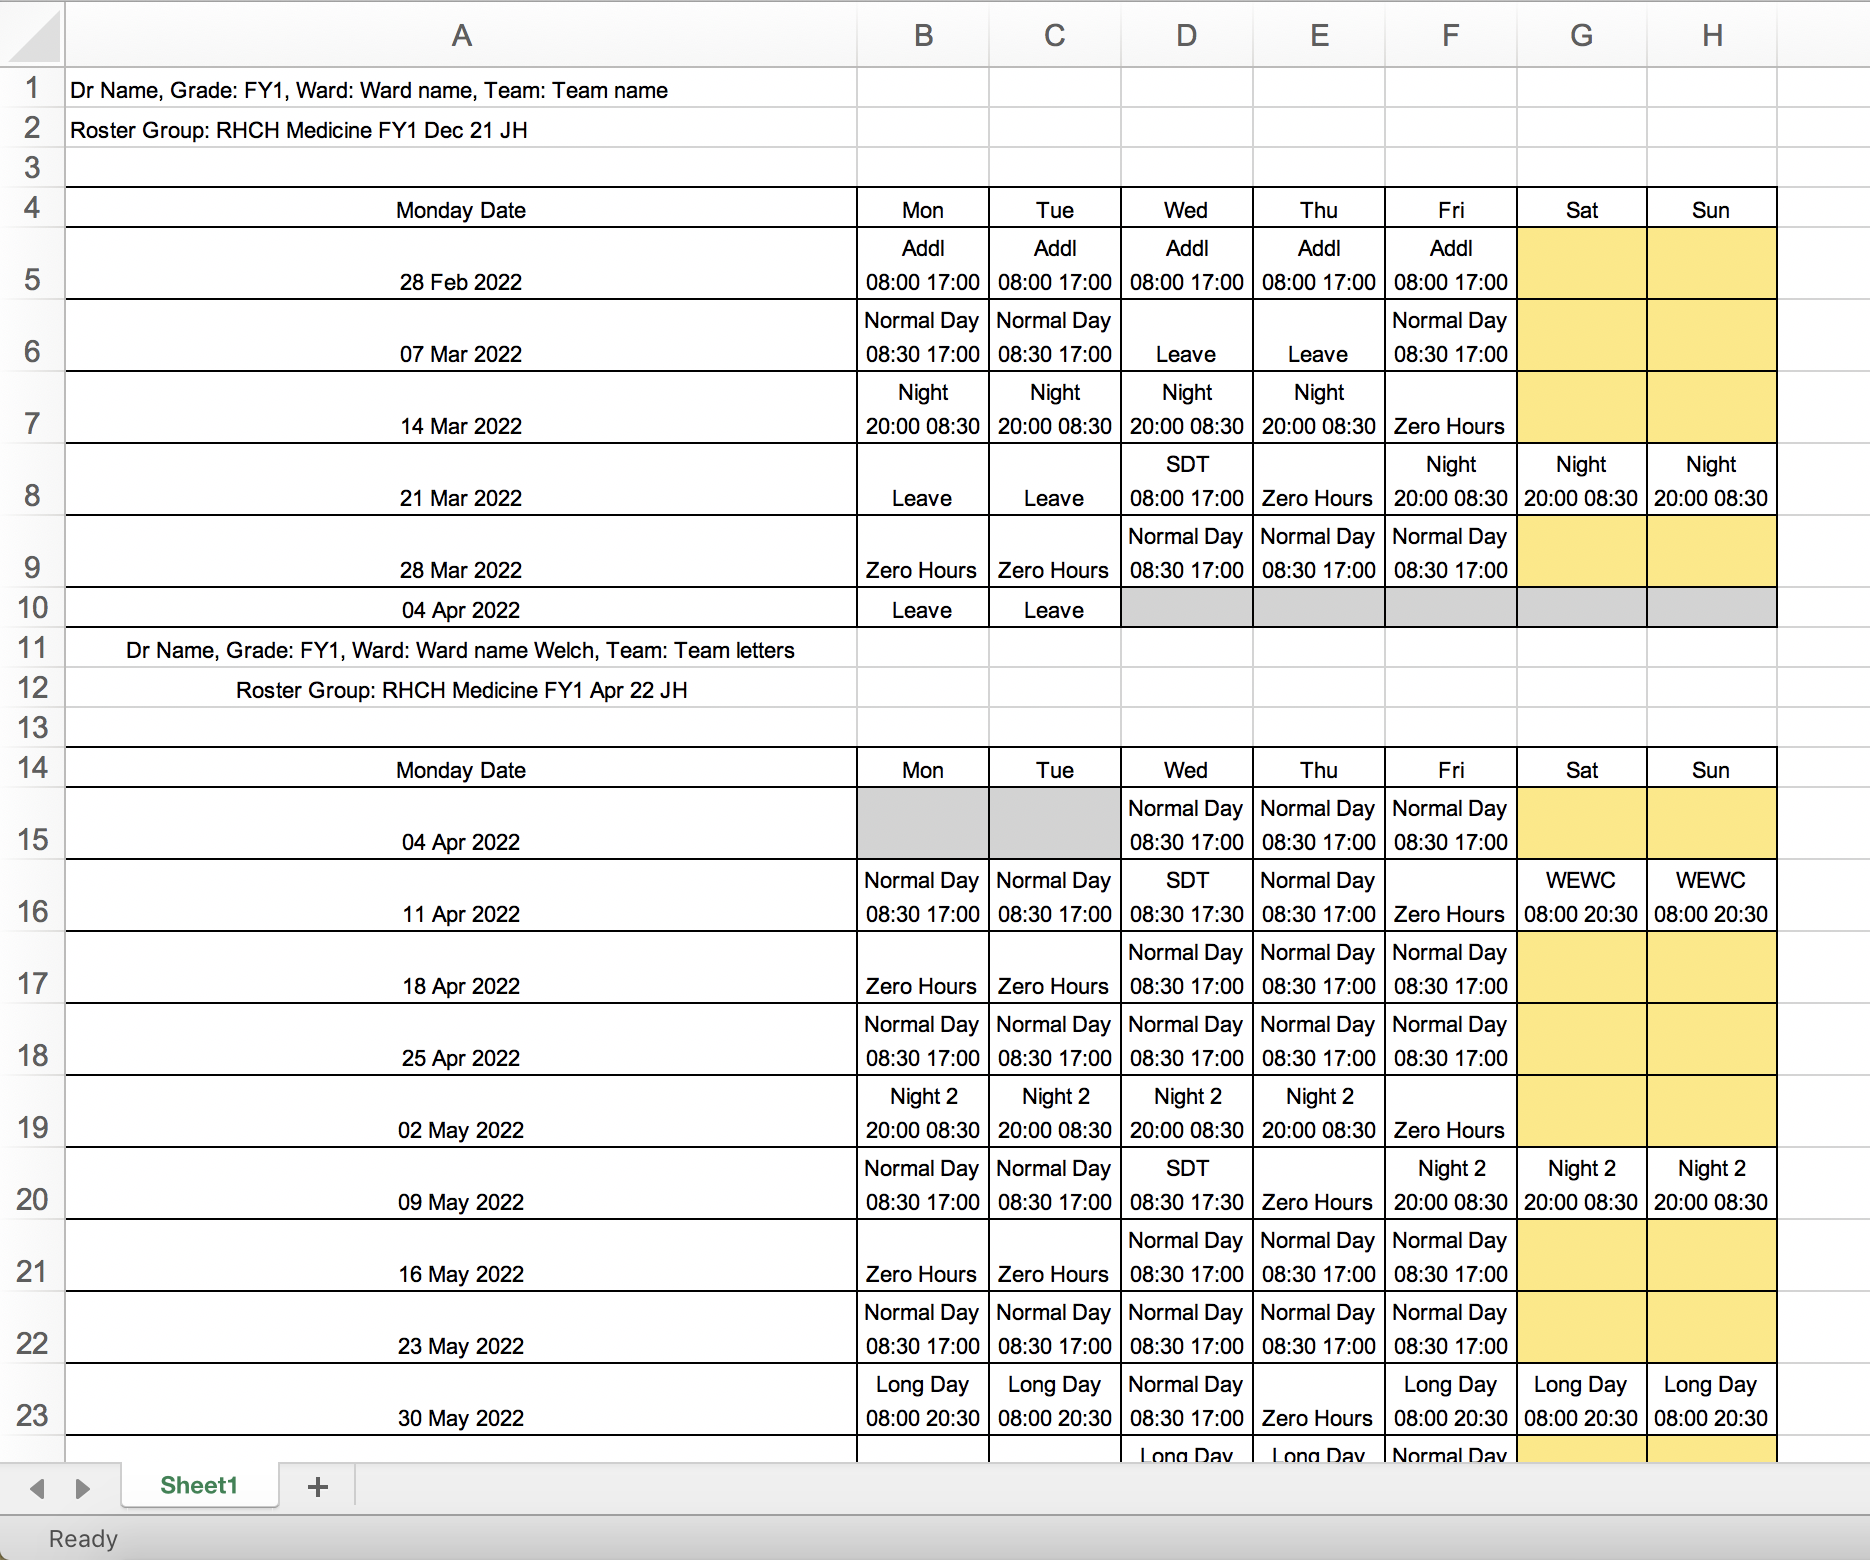 A B C D E F G H
1 Dr Name, Grade: FY1, Ward: Ward name, Team: Team name
2 Roster Group: RHCH Medicine FY1 Dec 21 JH
3
4 Monday Date Mon Tue Wed Thu Fri Sat Sun
Addl Addl Addl Addl Addl
5 28 Feb 2022 08:00 17:00 08:00 17:00 08:00 17:00 08:00 17:00 08:00 17:00
Normal Day Normal Day Normal Day
6 07 Mar 2022 08:30 17:00 08:30 17:00 Leave Leave 08:30 17:00
Night Night Night Night
7 14 Mar 2022 20:00 08:30 20:00 08:30 20:00 08:30 20:00 08:30 Zero Hours
SDT Night Night Night
8 21 Mar 2022 Leave Leave 08:00 17:00 Zero Hours 20:00 08:30 20:00 08:30 20:00 08:30
Normal Day Normal Day Normal Day
9 28 Mar 2022 Zero Hours Zero Hours 08:30 17:00 08:30 17:00 08:30 17:00
10 04 Apr 2022 Leave Leave
11 Dr Name, Grade: FY1, Ward: Ward name Welch, Team: Team letters
12 Roster Group: RHCH Medicine FY1 Apr 22 JH
13
14 Monday Date Mon Tue Wed Thu Fri Sat Sun
Normal Day Normal Day Normal Day
15 04 Apr 2022 08:30 17:00 08:30 17:00 08:30 17:00
Normal Day Normal Day SDT Normal Day WEWC WEWC
16 11 Apr 2022 08:30 17:00 08:30 17:00 08:30 17:30 08:30 17:00 Zero Hours 08:00 20:30 08:00 20:30
Normal Day Normal Day Normal Day
17 18 Apr 2022 Zero Hours Zero Hours 08:30 17:00 08:30 17:00 08:30 17:00
Normal Day Normal Day Normal Day Normal Day Normal Day
18 25 Apr 2022 08:30 17:00 08:30 17:00 08:30 17:00 08:30 17:00 08:30 17:00
Night 2 Night 2 Night 2 Night 2
19 02 May 2022 20:00 08:30 20:00 08:30 20:00 08:30 20:00 08:30 Zero Hours
Normal Day Normal Day SDT Night 2 Night 2 Night 2
20 09 May 2022 08:30 17:00 08:30 17:00 08:30 17:30 Zero Hours 20:00 08:30 20:00 08:30 20:00 08:30
Normal Day Normal Day Normal Day
21 16 May 2022 Zero Hours Zero Hours 08:30 17:00 08:30 17:00 08:30 17:00
Normal Day Normal Day Normal Day Normal Day Normal Day
22 23 May 2022 08:30 17:00 08:30 17:00 08:30 17:00 08:30 17:00 08:30 17:00
Long Day Long Day Normal Day Long Day Long Day Long Day
23 30 May 2022 08:00 20:30 08:00 20:30 08:30 17:00 Zero Hours 08:00 20:30 08:00 20:30 08:00 20:30
Long Day Long Day Normal Day
Sheet1 +
Ready